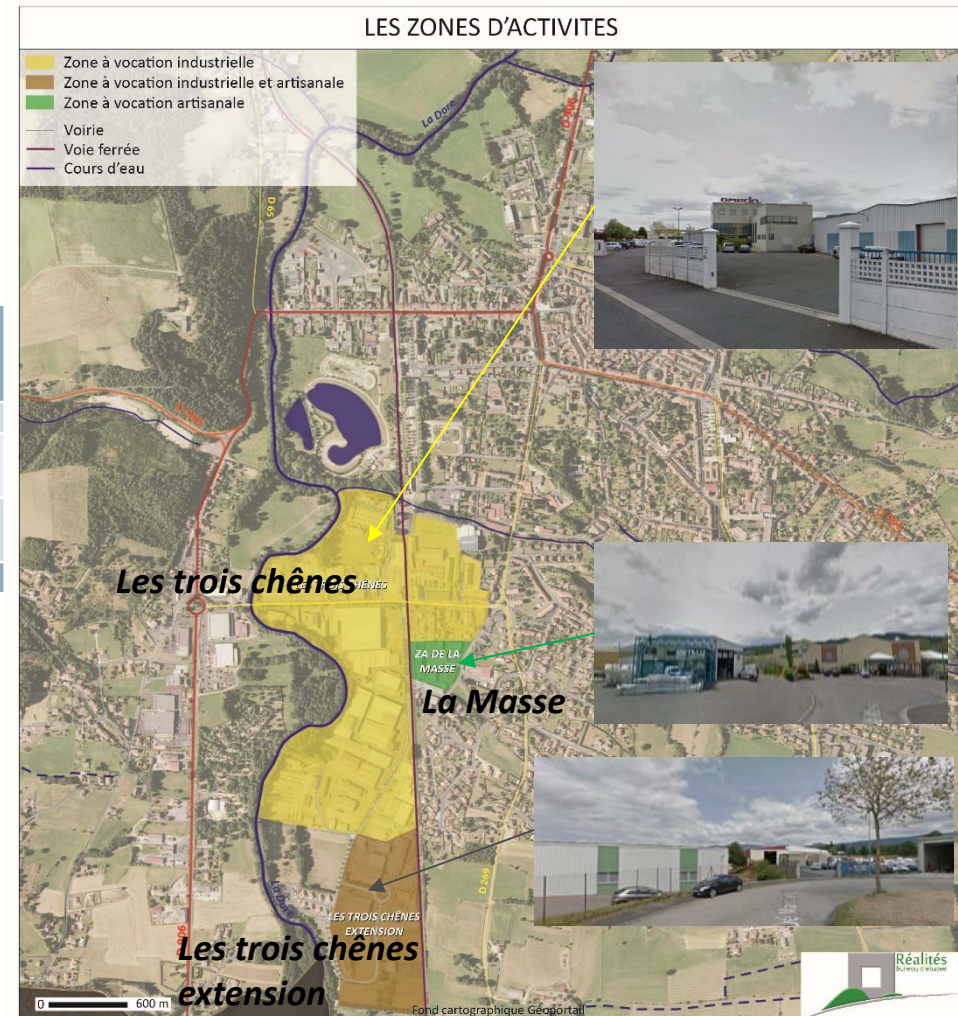 LES ZONES D'ACTIVITES
Zone à vocation industrielle
Zone à vocation industrielle et artisanale
Zone à vocation artisanale
Voirie
Voie ferrée
Cours d'eau
La Dore
D 906
D 65
Les trois chênes
ZA DE LA
MASSE
La Masse
D 269
La Dore
LES TROIS CHÊNES
EXTENSION
D 906
Les trois chênes
extension
0 600 m
Fond cartographique Géoportail
Réalités
Bureau d'études